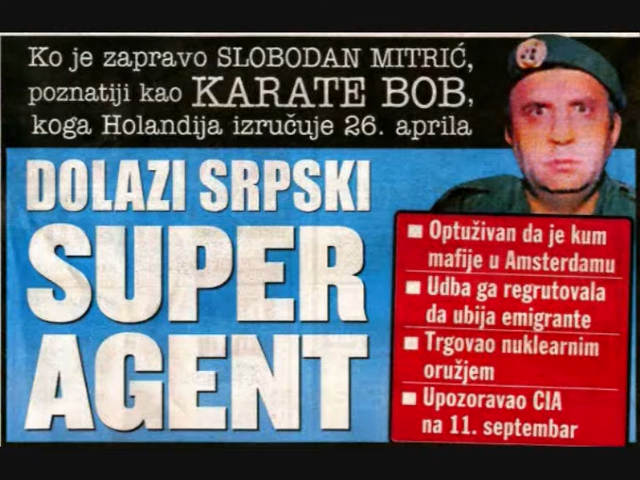 Ko je zapravo SLOBODAN MITRIĆ,
poznatiji kao KARATE BOB,
koga Holandija izručuje 26. aprila
DOLAZI SRPSKI
SUPER
AGENT
■ Optuživan da je kum
mafije u Amsterdamu
■ Udba ga regrutovala
da ubija emigrante
■ Trgovao nuklearnim
oružjem
■ Upozoravao CIA
na 11. septembar